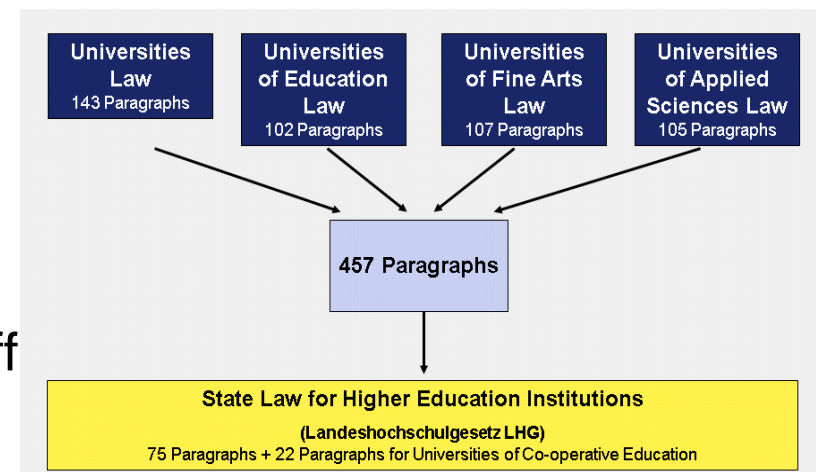 Universities
Law
143 Paragraphs
Universities
of Education
Law
102 Paragraphs
Universities
of Fine Arts
Law
107 Paragraphs
Universities
of Applied
Sciences Law
105 Paragraphs
457 Paragraphs
State Law for Higher Education Institutions
(Landeshochschulgesetz LHG)
75 Paragraphs + 22 Paragraphs for Universities of Co-operative Education